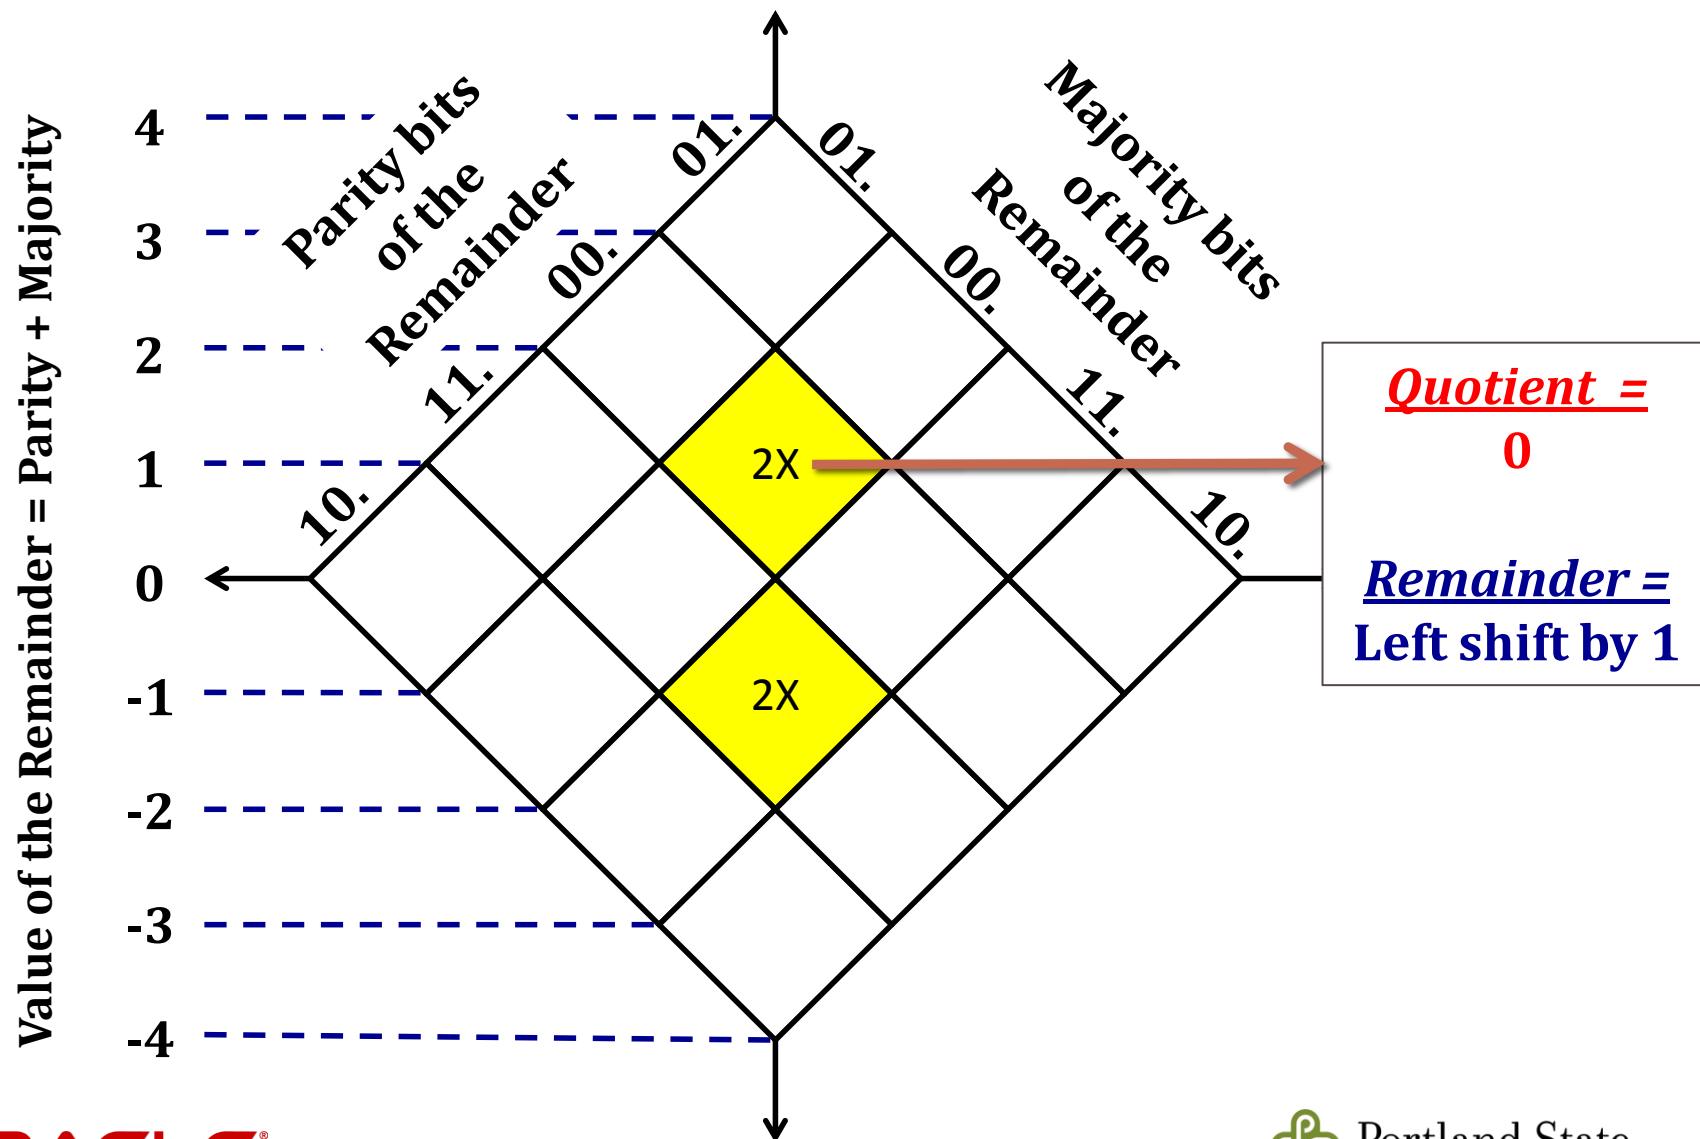 Value of the Remainder = Parity + Majority
4
3
2
1
0
-1
-2
-3
-4
Parity bits
of the
Remainder
01.
00.
11.
10.
Majority bits
of the
Remainder
01.
00.
11.
10.
2X
2X
Quotient =
0
Remainder =
Left shift by 1
Portland State